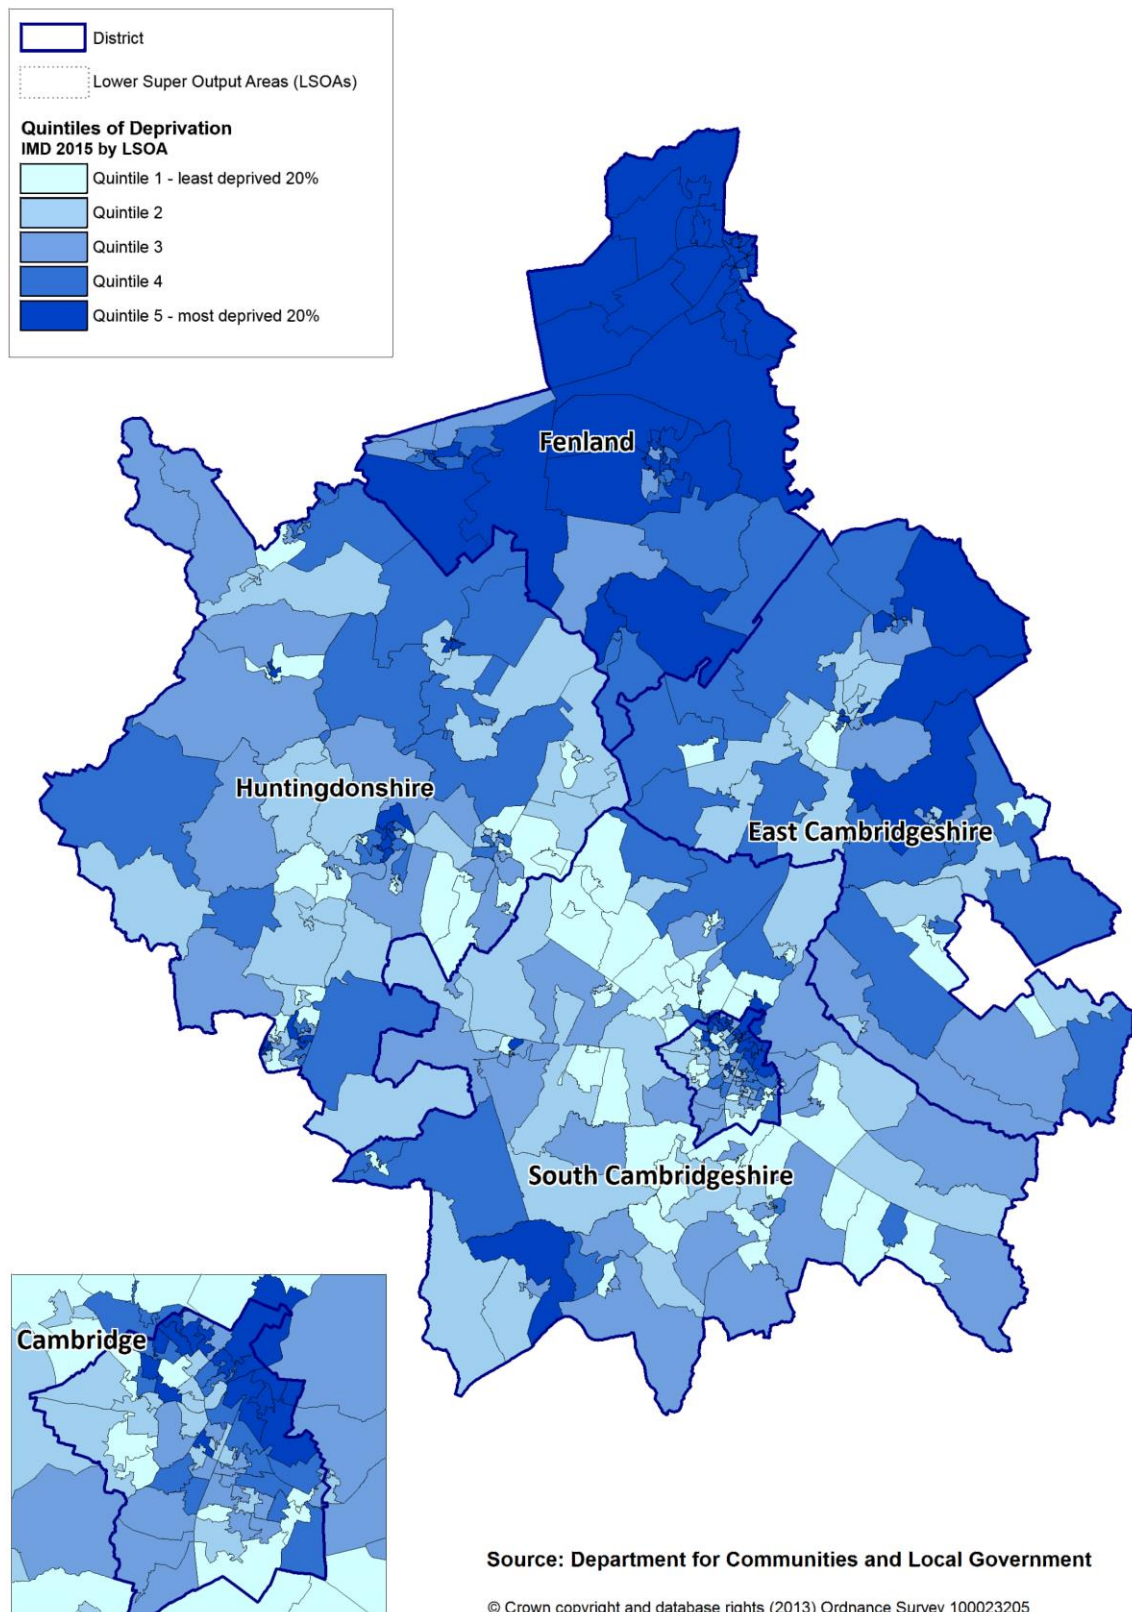 District
Lower Super Output Areas (LSOAs)
Quintiles of Deprivation
IMD 2015 by LSOA
Quintile 1 - least deprived 20%
Quintile 2
Quintile 3
Quintile 4
Quintile 5 - most deprived 20%
Fenland
Huntingdonshire
East Cambridgeshire
South Cambridgeshire
Cambridge
Source: Department for Communities and Local Government
© Crown copyright and database rights (2013) Ordnance Survey 100023205